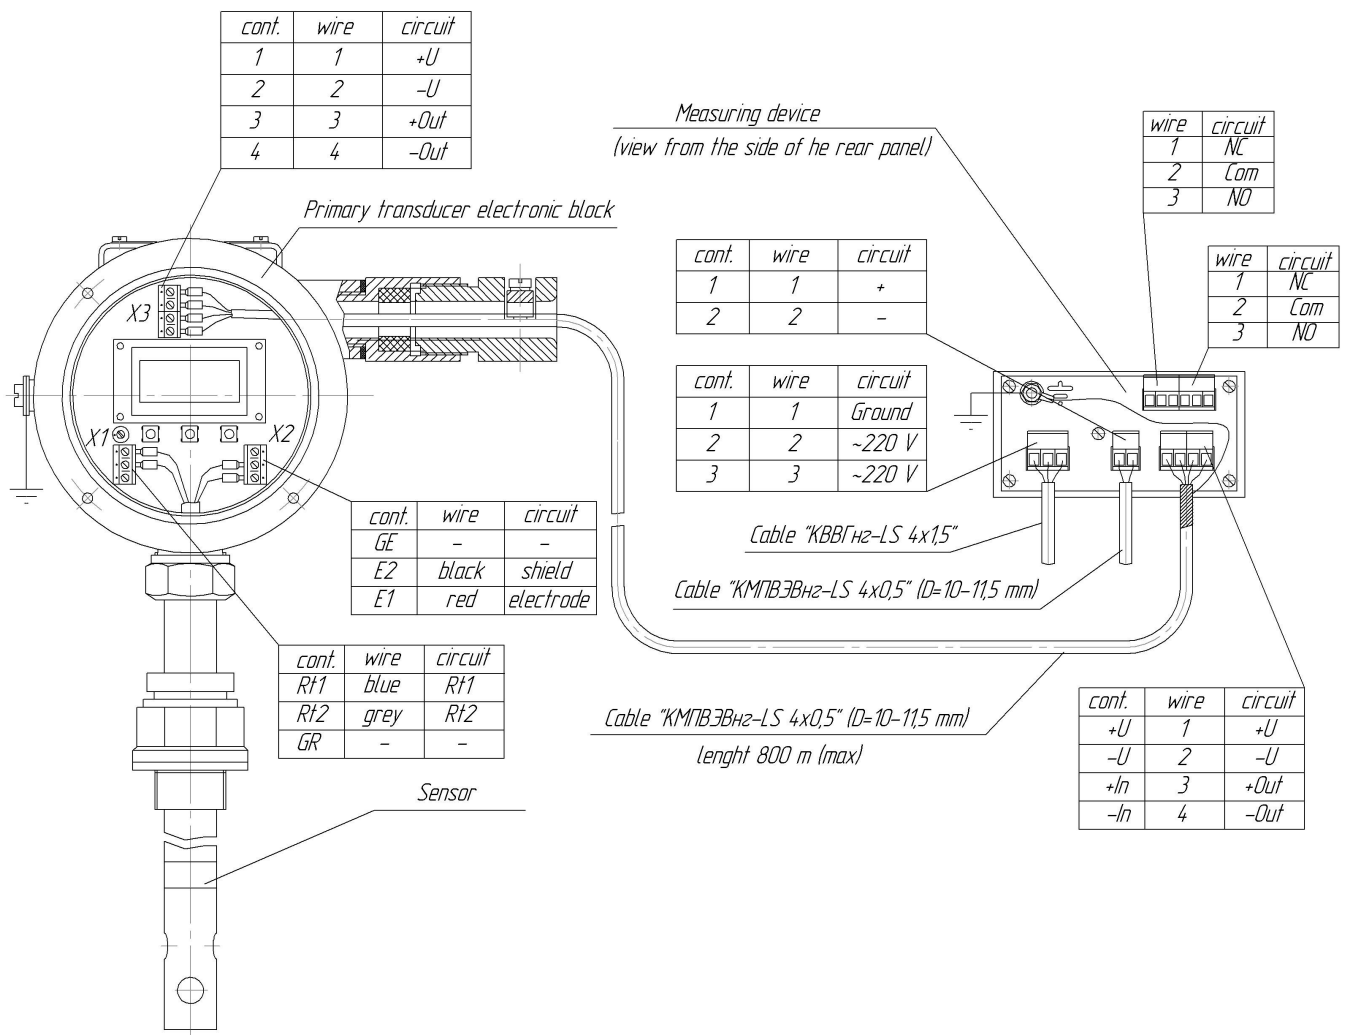 cont. wire circuit
1 1 +U
2 2 –U
3 3 +Out
4 4 –Out
Primary transducer electronic block
Measuring device
(view from the side of he rear panel)
wire circuit
1 NC
2 Com
3 NO
wire circuit
1 NC
2 Com
3 NO
cont. wire circuit
1 1 +
2 2 –
cont. wire circuit
1 1 Ground
2 2 ~220 V
3 3 ~220 V
X3
X1
X2
cont. wire circuit
GE – –
E2 black shield
E1 red electrode
cont. wire circuit
Rt1 blue Rt1
Rt2 grey Rt2
GR – –
Sensor
Cable "КВВГнг–LS 4x1,5"
Cable "КМПВЭВнг–LS 4x0,5" (D=10–11,5 mm)
Cable "КМПВЭВнг–LS 4x0,5" (D=10–11,5 mm)
lenght 800 m (max)
cont. wire circuit
+U 1 +U
–U 2 –U
+In 3 +Out
–In 4 –Out